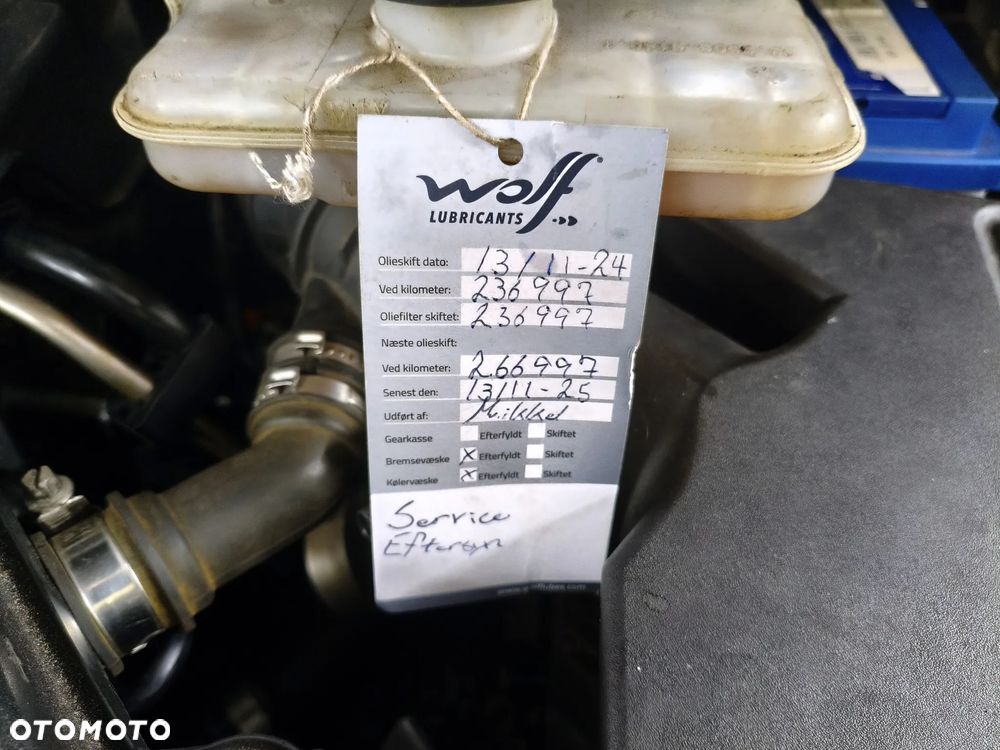 wolf
LUBRICANTS
Olieskift dato: 13/11-24
Ved kilometer: 236997
Oliefilter skiftet: 236997
Næste olieskift:
Ved kilometer: 266997
Senest den: 13/11-25
Udført af: Mikkel
Gearkasse Efterfyldt Skiftet
Bremsevæske X Efterfyldt Skiftet
Kølervæske X Efterfyldt Skiftet
Service
Eftersyn
OTOMOTO